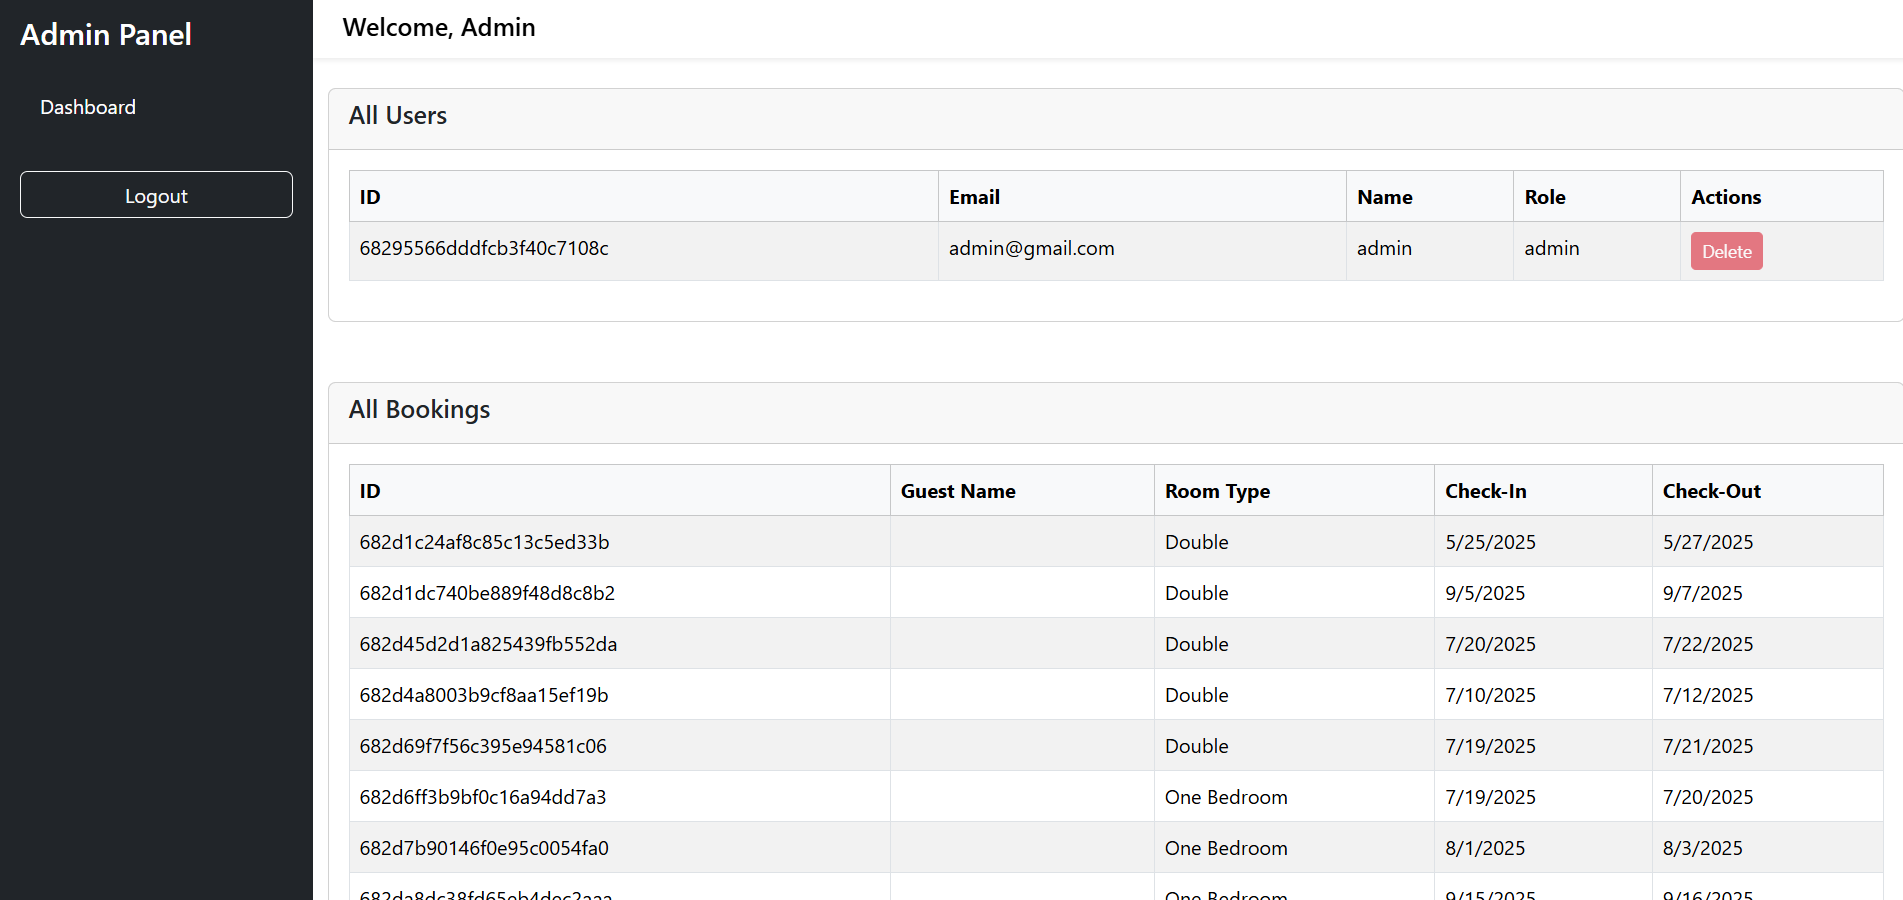 Admin Panel
Dashboard
Logout
Welcome, Admin
All Users
ID Email Name Role Actions
68295566dddfcb3f40c7108c admin@gmail.com admin admin Delete
All Bookings
ID Guest Name Room Type Check-In Check-Out
682d1c24af8c85c13c5ed33b Double 5/25/2025 5/27/2025
682d1dc740be889f48d8c8b2 Double 9/5/2025 9/7/2025
682d45d2d1a825439fb552da Double 7/20/2025 7/22/2025
682d4a8003b9cf8aa15ef19b Double 7/10/2025 7/12/2025
682d69f7f56c395e94581c06 Double 7/19/2025 7/21/2025
682d6ff3b9bf0c16a94dd7a3 One Bedroom 7/19/2025 7/20/2025
682d7b90146f0e95c0054fa0 One Bedroom 8/1/2025 8/3/2025
One Bedroom 9/15/2025 9/16/2025